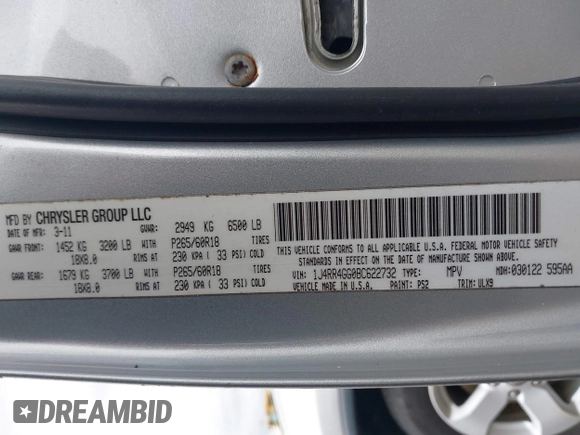 MFD BY CHRYSLER GROUP LLC
DATE OF MFR 3-11 GVWR: 2949 KG 6500 LB
GAWR FRONT: 1452 KG 3200 LB WITH P265/60R18 TIRES
18X8.0 RIMS AT 230 KPA ( 33 PSI) COLD
GAWR REAR: 1679 KG 3700 LB WITH P265/60R18 TIRES
18X8.0 RIMS AT 230 KPA ( 33 PSI) COLD
THIS VEHICLE CONFORMS TO ALL APPLICABLE U.S.A. FEDERAL MOTOR VEHICLE SAFETY
STANDARDS IN EFFECT ON THE DATE OF MANUFACTURE SHOWN ABOVE.
VIN: 1J4RR4GG0BC622732 TYPE: MPV MDH: 030122 595AA
VEHICLE MADE IN U.S.A. PAINT: PS2 TRIM: VLX9
DREAMBID